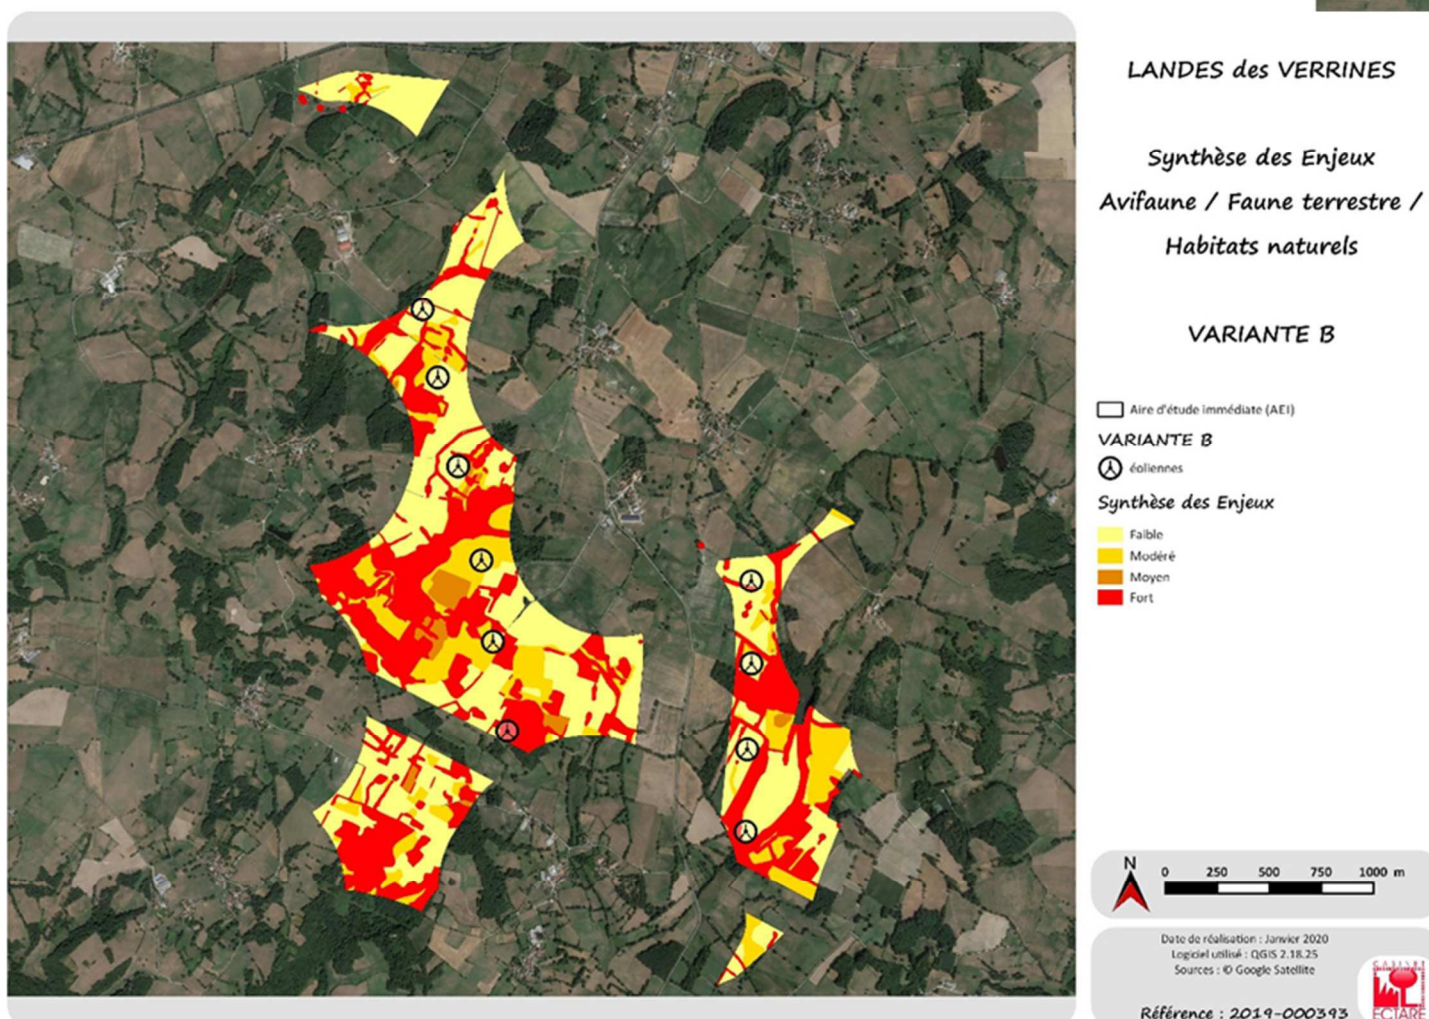 LANDES des VERRINES
Synthèse des Enjeux
Avifaune / Faune terrestre /
Habitats naturels
VARIANTE B
Aire d'étude immédiate (AEI)
VARIANTE B
éoliennes
Synthèse des Enjeux
Faible
Modéré
Moyen
Fort
N
0 250 500 750 1000 m
Date de réalisation : Janvier 2020
Logiciel utilisé : QGIS 2.18.25
Sources : © Google Satellite
Référence : 2019-000393
ECTARE